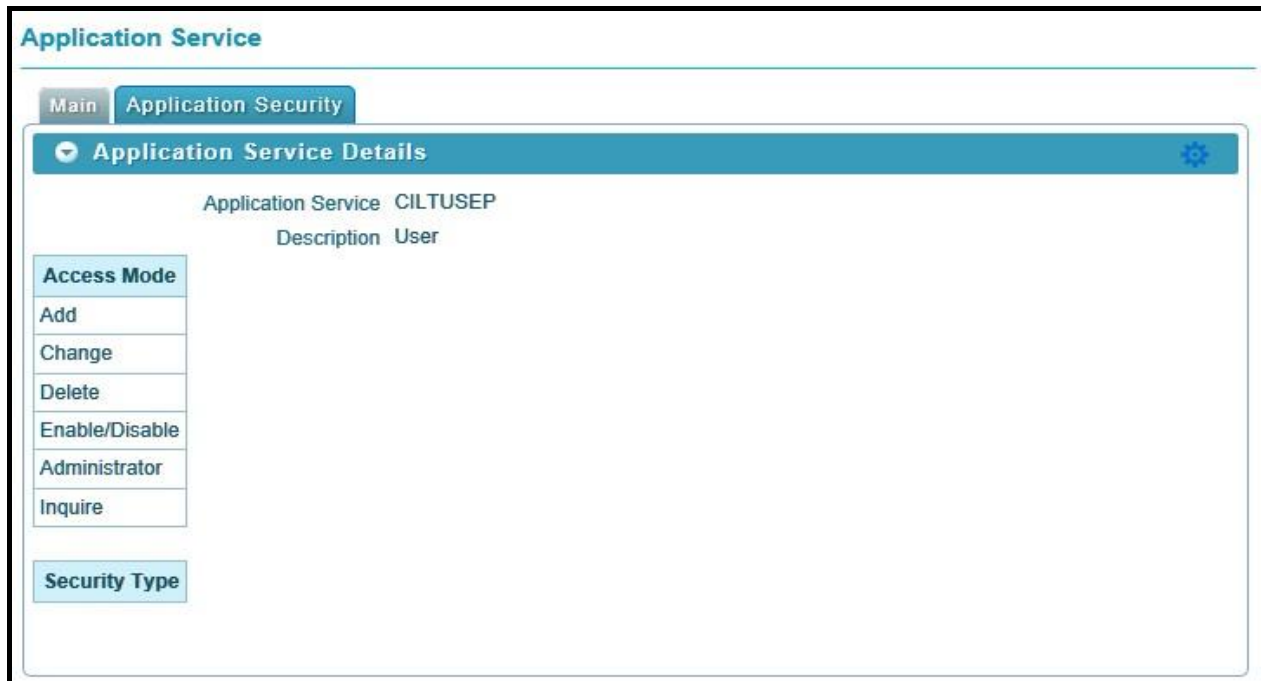 Application Service
Main Application Security
Application Service Details
Application Service CILTUSEP
Description User
Access Mode
Add
Change
Delete
Enable/Disable
Administrator
Inquire
Security Type